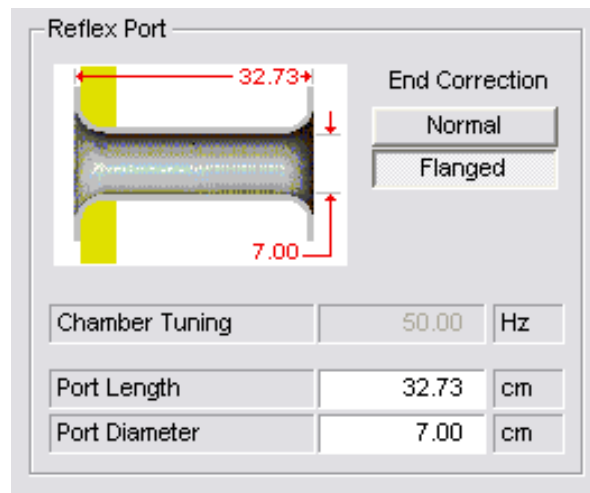 Reflex Port
32.73
End Correction
Normal
Flanged
7.00
Chamber Tuning 50.00 Hz
Port Length 32.73 cm
Port Diameter 7.00 cm